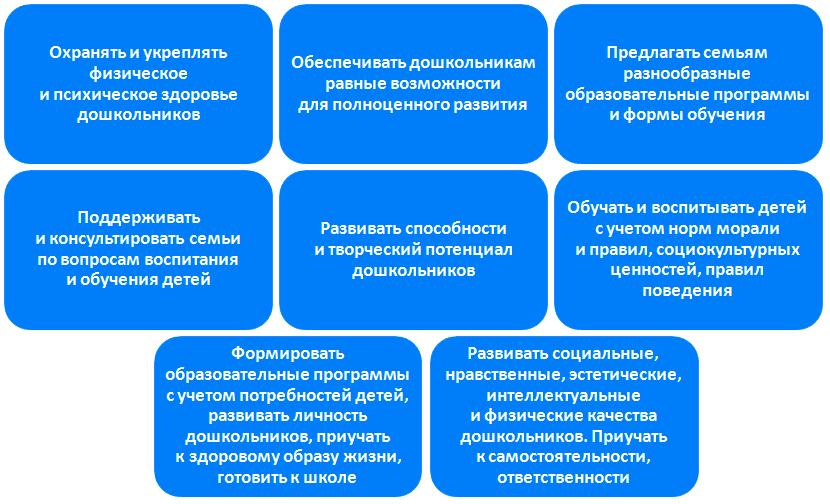 Охранять и укреплять
физическое
и психическое здоровье
дошкольников
Обеспечивать дошкольникам
равные возможности
для полноценного развития
Предлагать семьям
разнообразные
образовательные программы
и формы обучения
Поддерживать
и консультировать семьи
по вопросам воспитания
и обучения детей
Развивать способности
и творческий потенциал
дошкольников
Обучать и воспитывать детей
с учетом норм морали
и правил, социокультурных
ценностей, правил
поведения
Формировать
образовательные программы
с учетом потребностей детей,
развивать личность
дошкольников, приучать
к здоровому образу жизни,
готовить к школе
Развивать социальные,
нравственные, эстетические,
интеллектуальные
и физические качества
дошкольников. Приучать
к самостоятельности,
ответственности